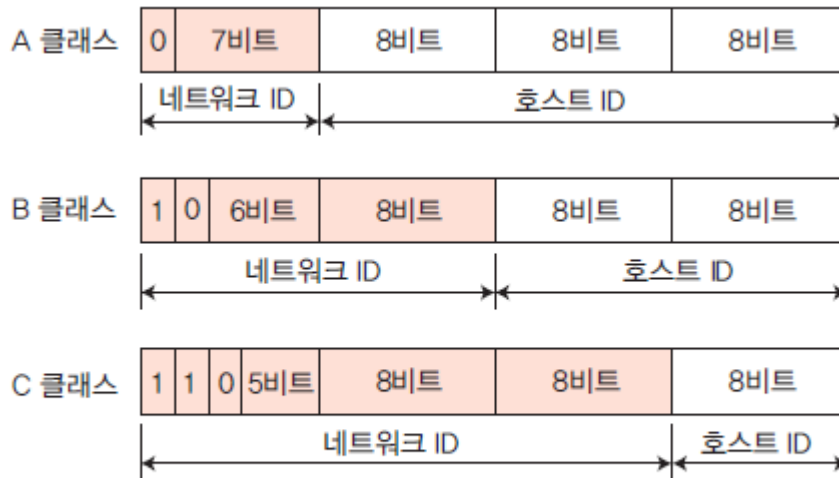 A 클래스 0 7비트 8비트 8비트 8비트
네트워크 ID 호스트 ID
B 클래스 1 0 6비트 8비트 8비트 8비트
네트워크 ID 호스트 ID
C 클래스 1 1 0 5비트 8비트 8비트 8비트
네트워크 ID 호스트 ID